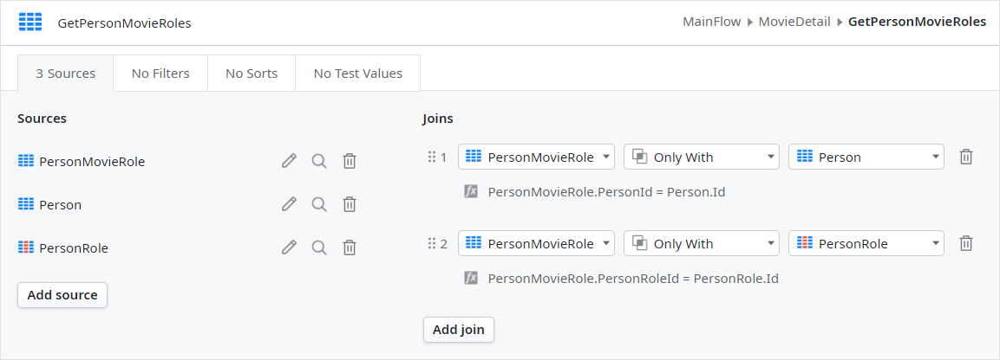 GetPersonMovieRoles
MainFlow MovieDetail GetPersonMovieRoles
3 Sources No Filters No Sorts No Test Values
Sources
PersonMovieRole
Person
PersonRole
Add source
Joins
1 PersonMovieRole Only With Person
fx PersonMovieRole.PersonId = Person.Id
2 PersonMovieRole Only With PersonRole
fx PersonMovieRole.PersonRoleId = PersonRole.Id
Add join